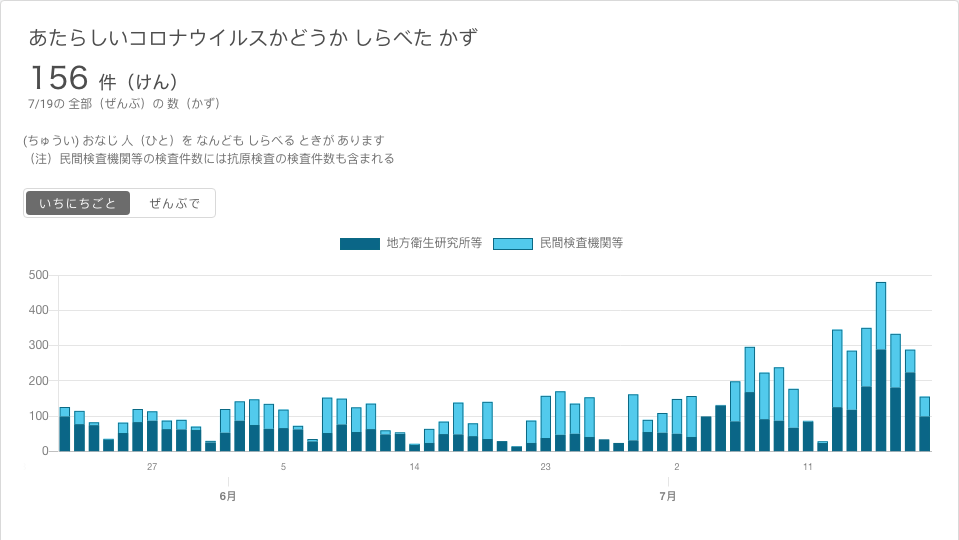 あたらしいコロナウイルスかどうか しらべた かず
156 件（けん）
7/19の 全部（ぜんぶ）の 数（かず）
(ちゅうい) おなじ 人（ひと）を なんども しらべる ときが あります
（注）民間検査機関等の検査件数には抗原検査の検査件数も含まれる
いちにちごと ぜんぶで
地方衛生研究所等 民間検査機関等
500
400
300
200
100
0
27 5 14 23 2 11
6月 7月